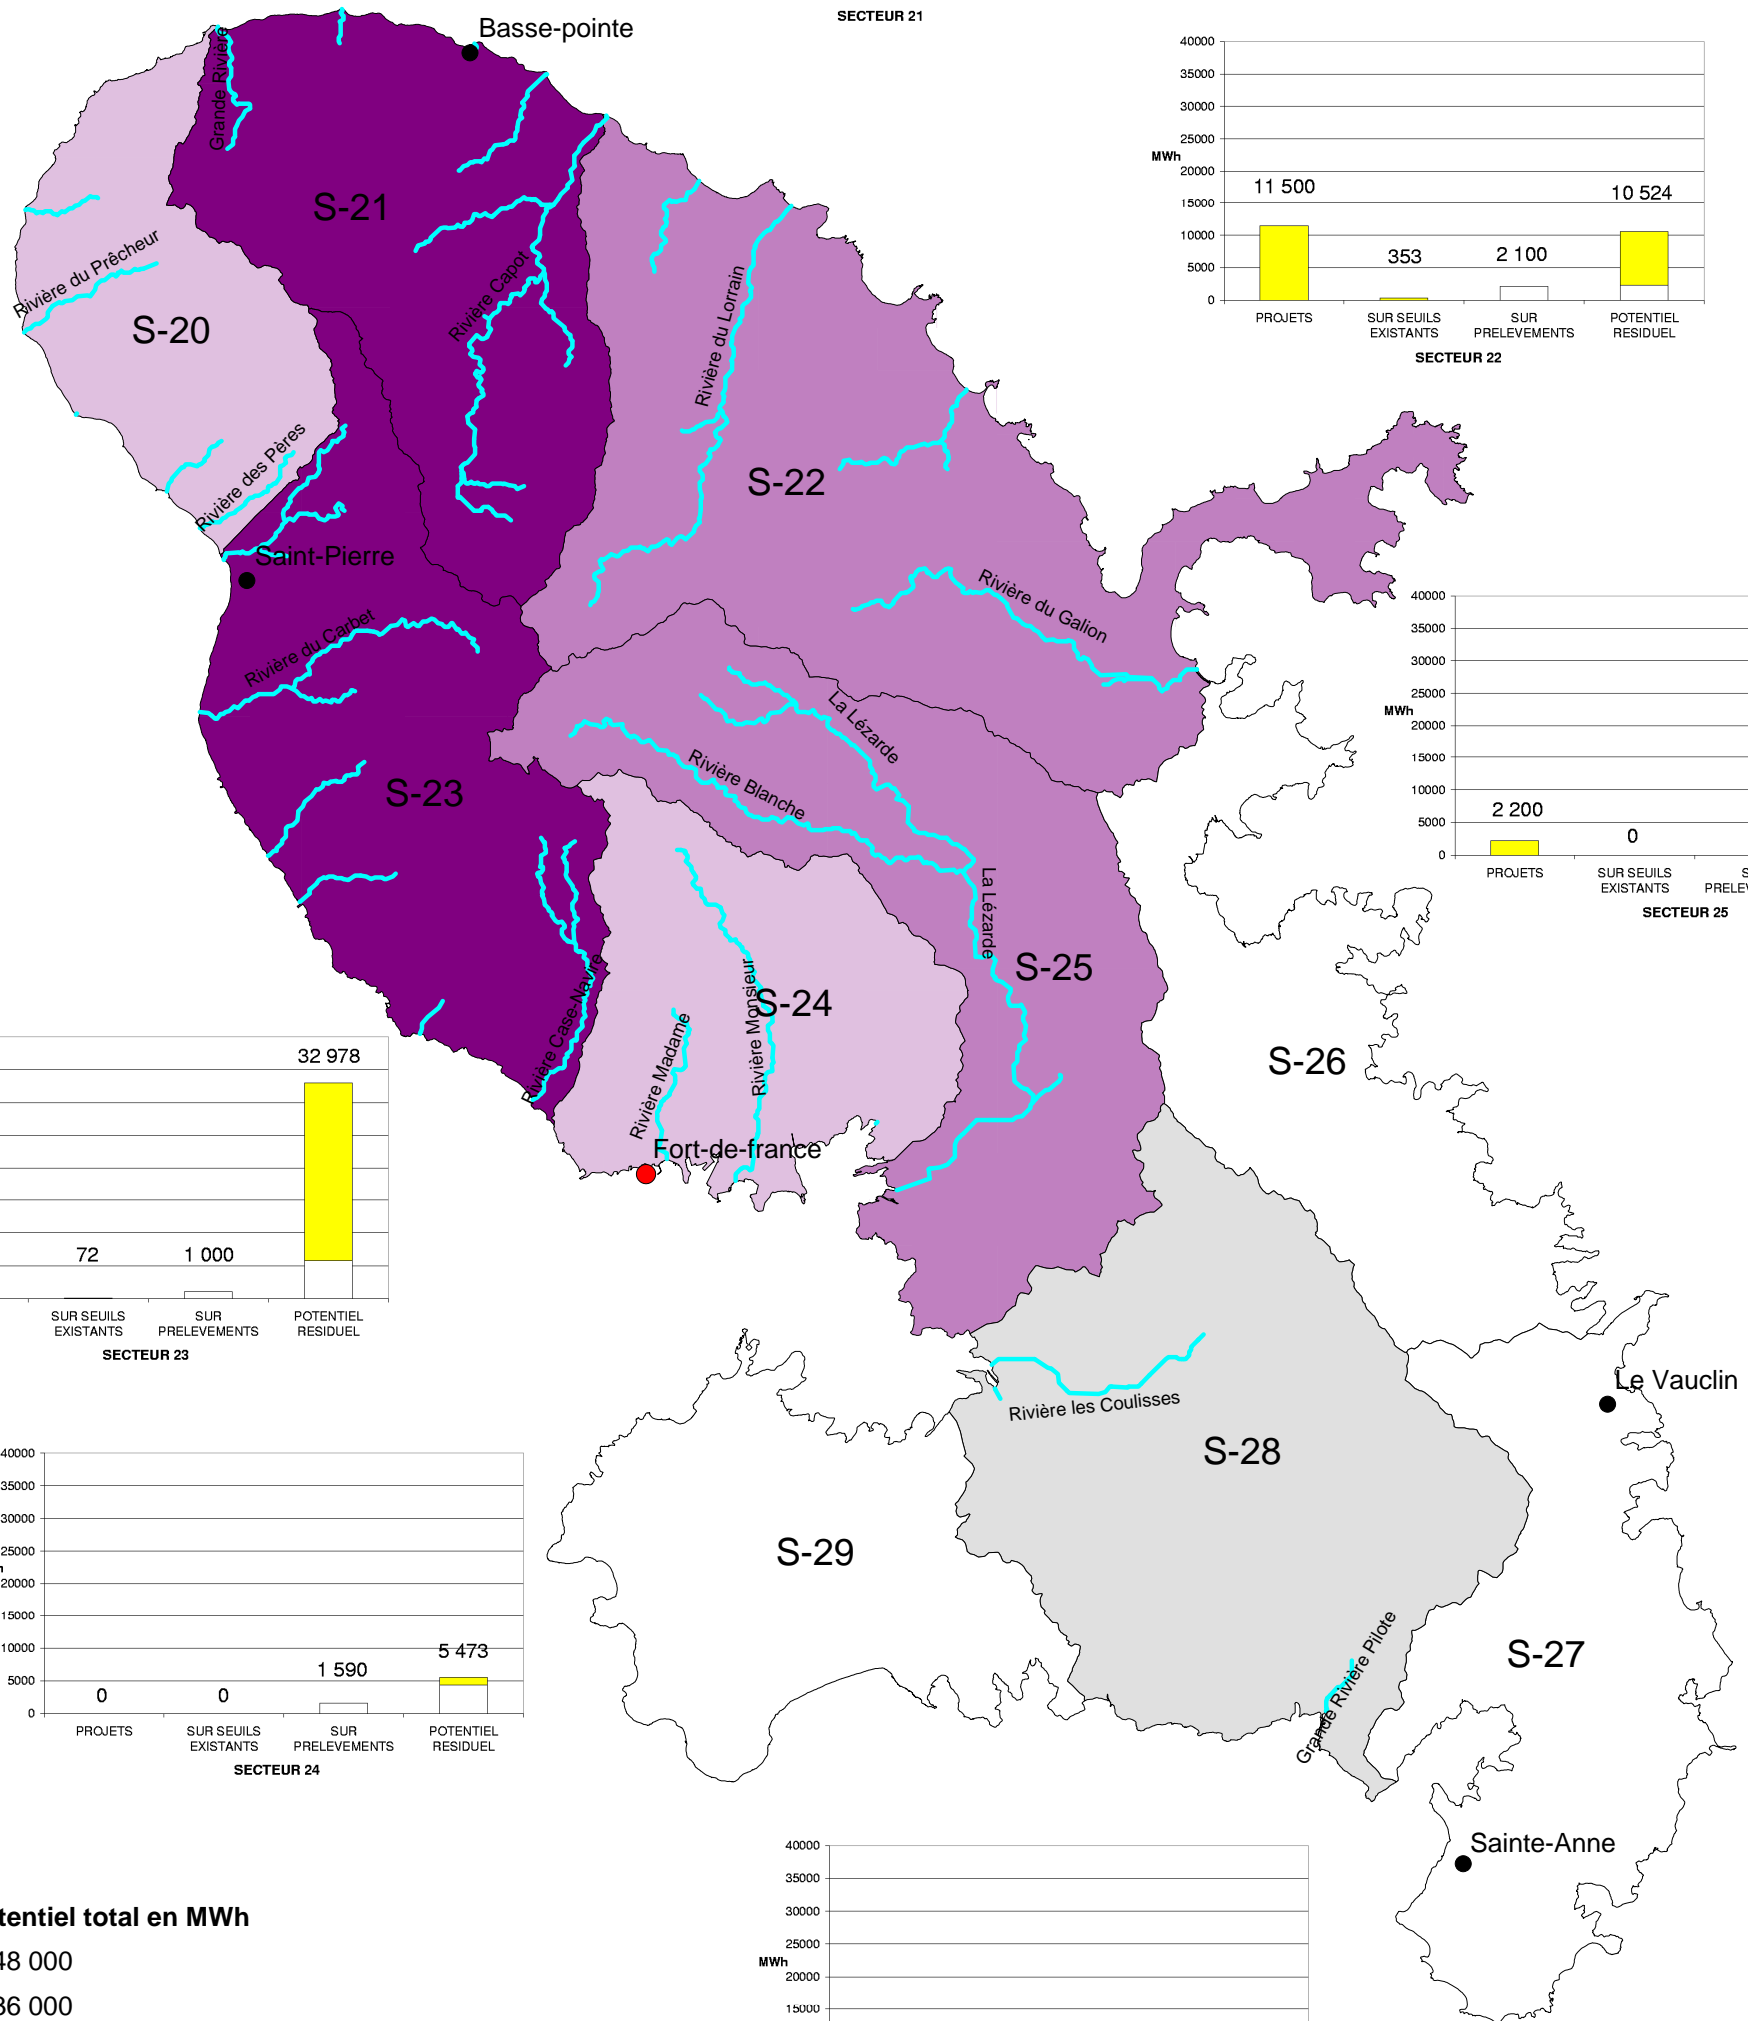 SECTEUR 21
Basse-pointe
Grande Rivière
S-21
Rivière du Prêcheur
S-20
Rivière Capot
Rivière du Lorrain
S-22
Rivière des Pères
Saint-Pierre
Rivière du Carbet
Rivière du Galion
S-23
La Lézarde
Rivière Blanche
La Lézarde
S-25
S-24
Rivière Monsieur
Rivière Madame
Rivière Case-Navire
Fort-de-france
S-26
Rivière les Coulisses
Le Vauclin
S-28
S-29
S-27
Grande Rivière Pilote
Sainte-Anne
40000
35000
30000
25000
MWh
20000
15000
10000
5000
0
11 500
353
2 100
10 524
PROJETS
SUR SEUILS
EXISTANTS
SUR
PRELEVEMENTS
POTENTIEL
RESIDUEL
SECTEUR 22
40000
35000
30000
25000
MWh
20000
15000
10000
5000
0
2 200
0
PROJETS
SUR SEUILS
EXISTANTS
S
PRELEV
SECTEUR 25
72
1 000
32 978
SUR SEUILS
EXISTANTS
SUR
PRELEVEMENTS
POTENTIEL
RESIDUEL
SECTEUR 23
40000
35000
30000
25000
20000
15000
10000
5000
0
0
0
1 590
5 473
PROJETS
SUR SEUILS
EXISTANTS
SUR
PRELEVEMENTS
POTENTIEL
RESIDUEL
SECTEUR 24
tentiel total en MWh
48 000
36 000
40000
35000
30000
25000
MWh
20000
15000